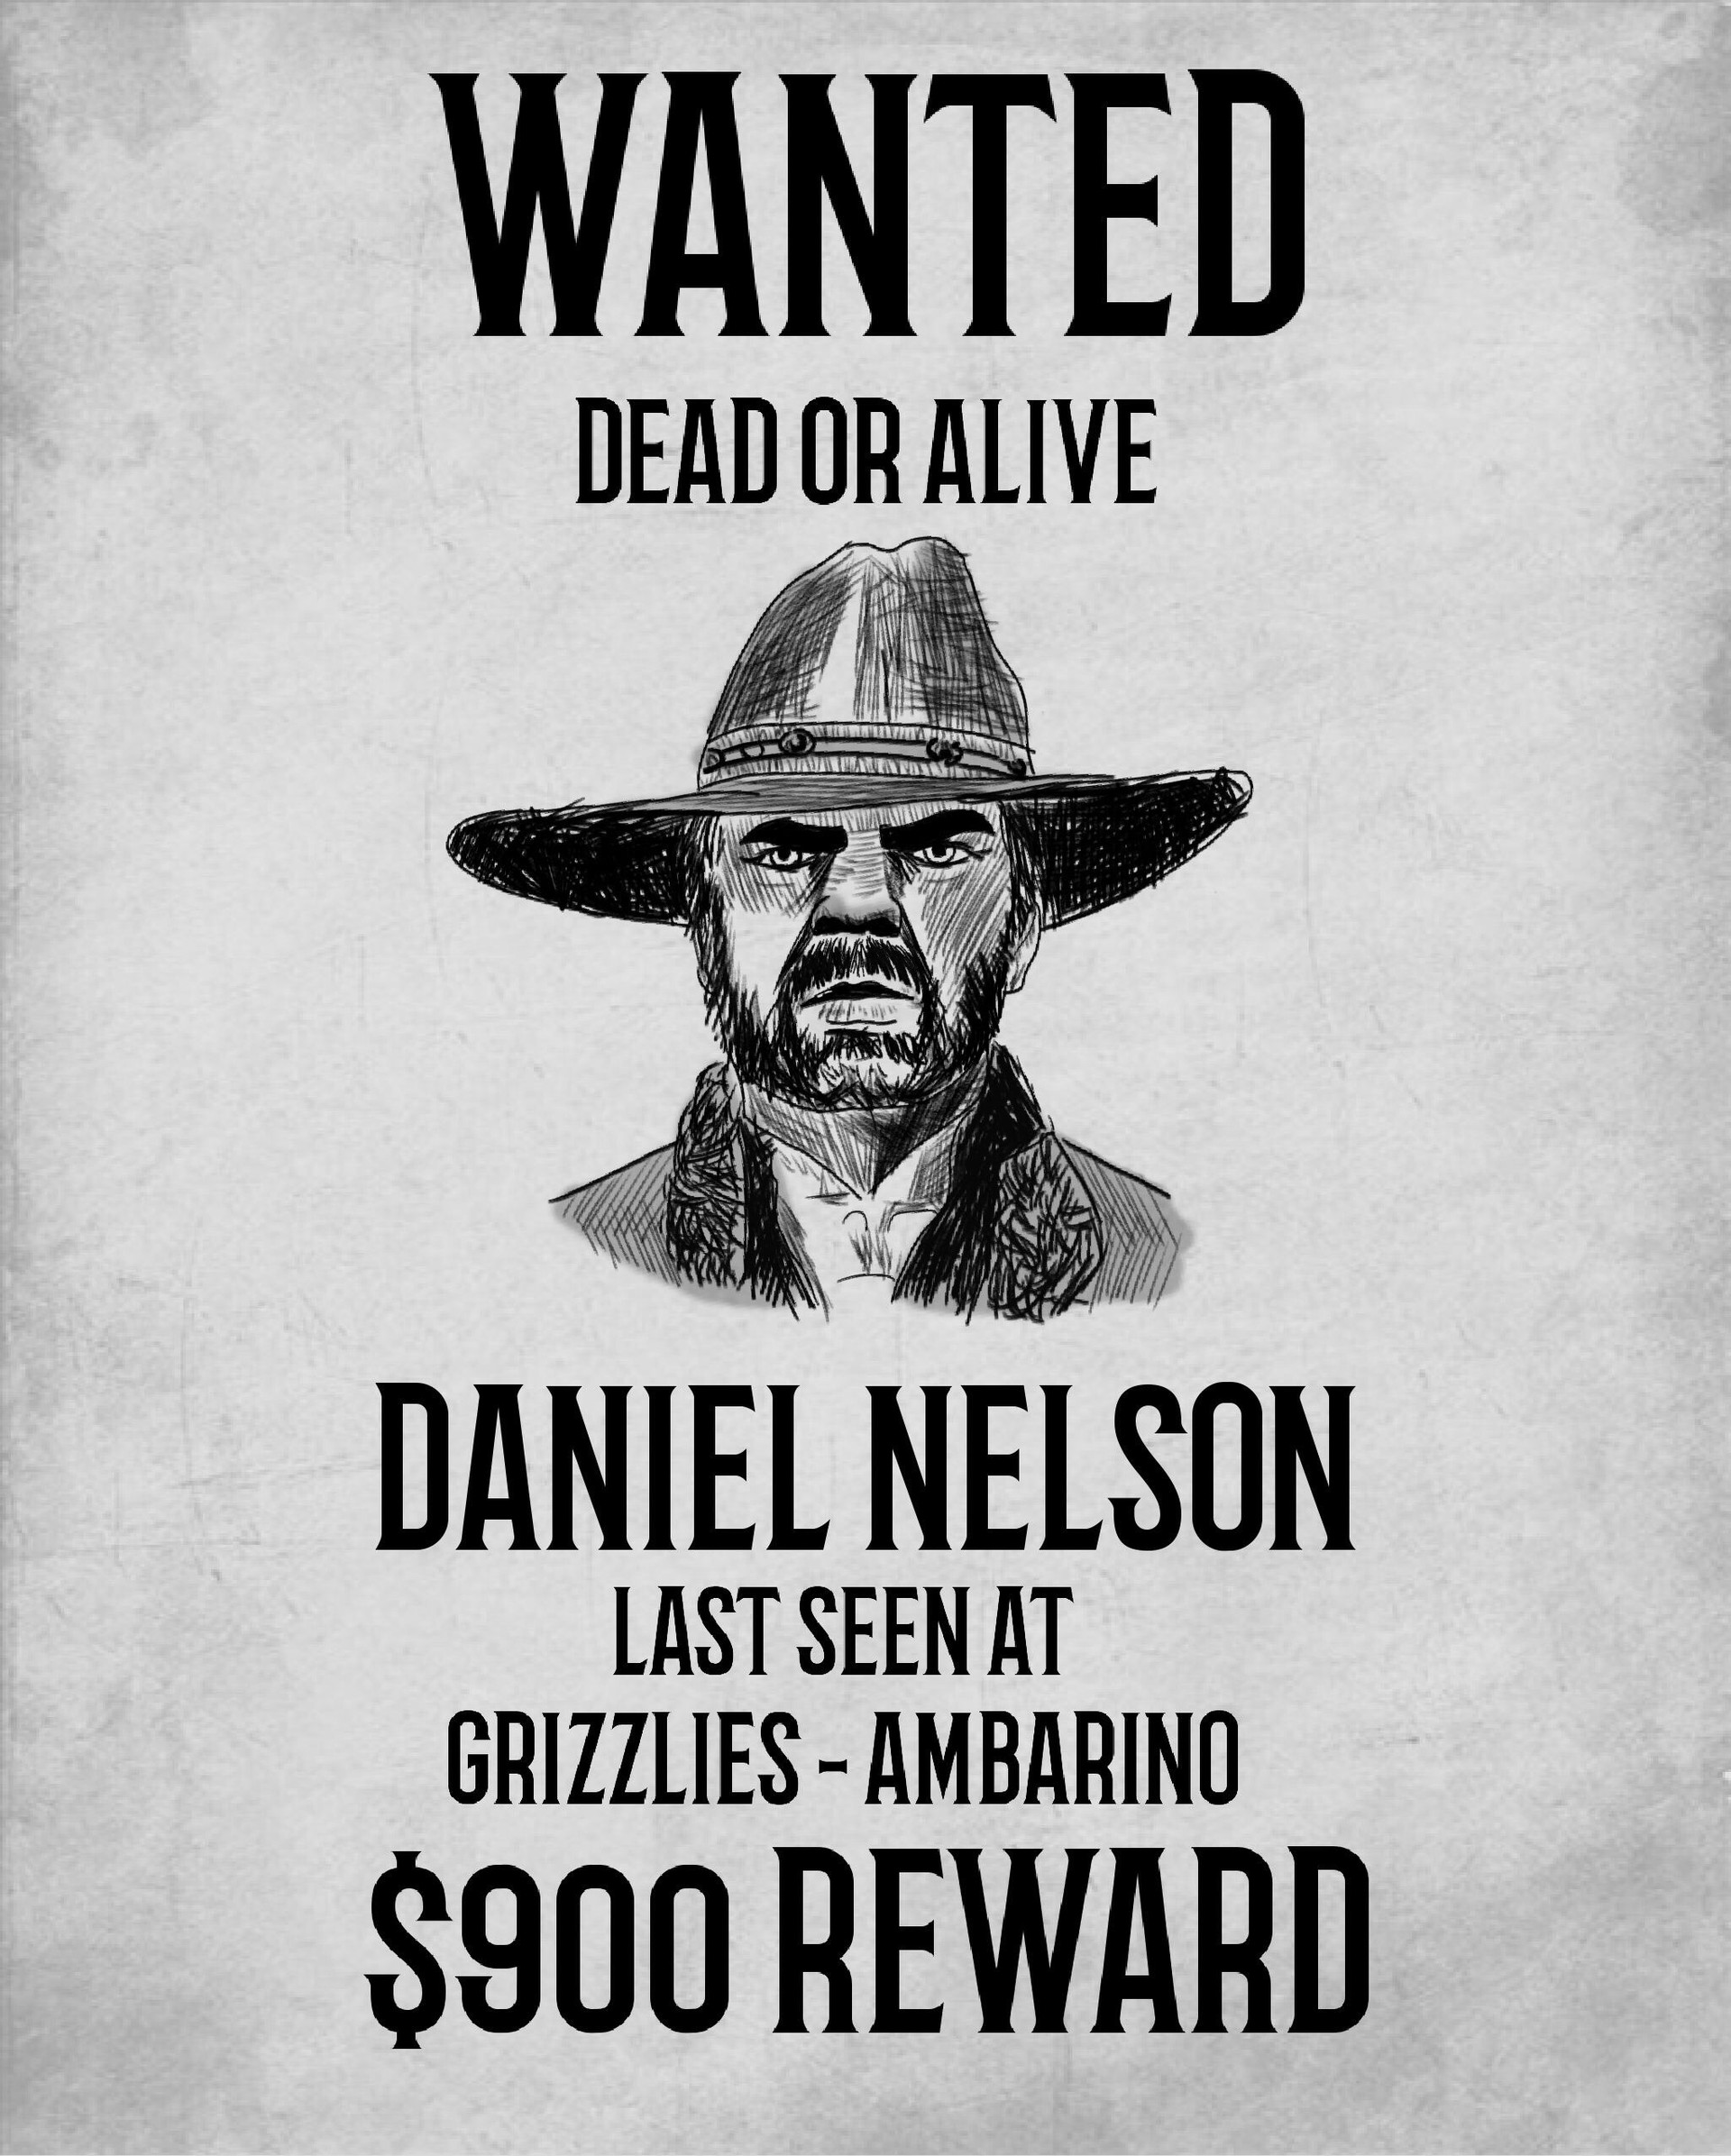 WANTED
DEAD OR ALIVE
DANIEL NELSON
LAST SEEN AT
GRIZZLIES - AMBARINO
$900 REWARD